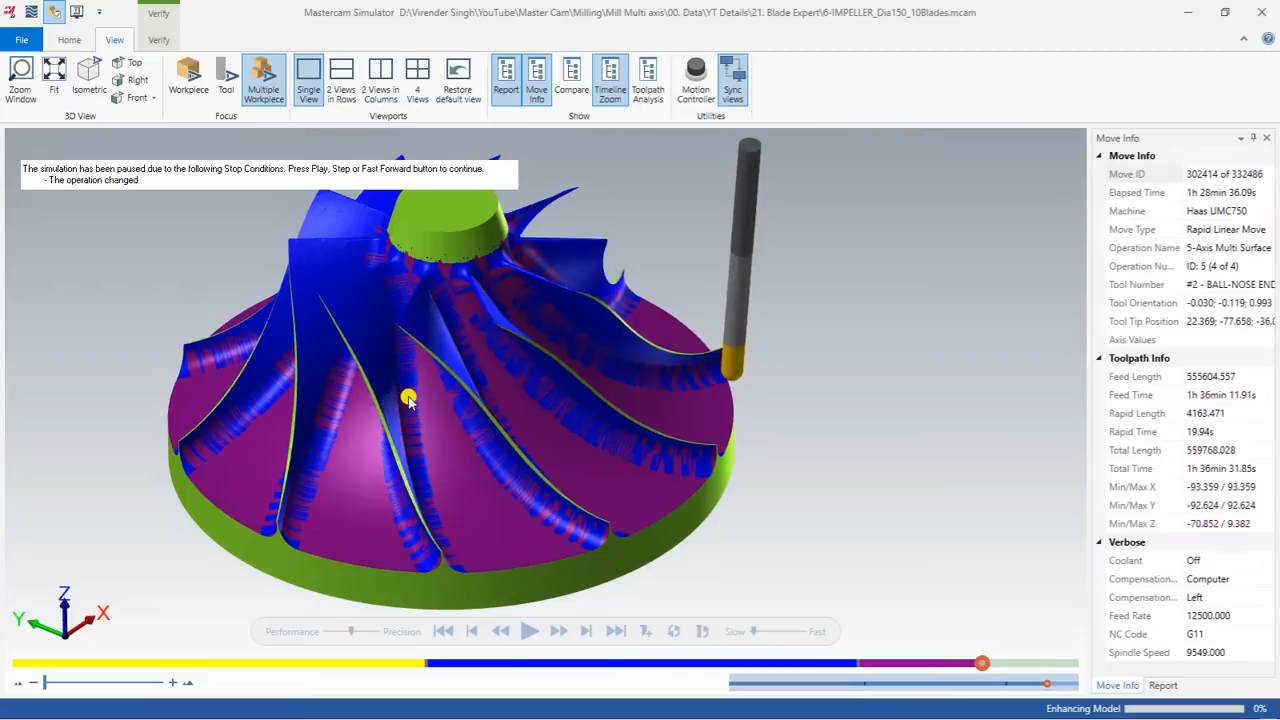 Verify
Mastercam Simulator D:\Virender Singh\YouTube\Master Cam\Milling\Mill Multi axis\00. Data\YT Details\21. Blade Expert\6-IMPELLER_Dia150_10Blades.mcam
File
Home
View
Verify
Zoom Window
Fit
Isometric
Top
Right
Front
3D View
Workpiece
Tool
Multiple Workpiece
Focus
Single View
2 Views in Rows
2 Views in Columns
4 Views
Restore default view
Viewports
Report
Move Info
Compare
Timeline Zoom
Toolpath Analysis
Show
Motion Controller
Sync views
Utilities
The simulation has been paused due to the following Stop Conditions. Press Play, Step or Fast Forward button to continue.
- The operation changed
Move Info
Move Info
Move ID 302414 of 332486
Elapsed Time 1h 28min 36.09s
Machine Haas UMC750
Move Type Rapid Linear Move
Operation Name 5-Axis Multi Surface
Operation Nu... ID: 5 (4 of 4)
Tool Number #2 - BALL-NOSE END
Tool Orientation -0.030; -0.119; 0.993
Tool Tip Position 22.369; -77.658; -36.0
Axis Values
Toolpath Info
Feed Length 555604.557
Feed Time 1h 36min 11.91s
Rapid Length 4163.471
Rapid Time 19.94s
Total Length 559768.028
Total Time 1h 36min 31.85s
Min/Max X -93.359 / 93.359
Min/Max Y -92.624 / 92.624
Min/Max Z -70.852 / 9.382
Verbose
Coolant Off
Compensation... Computer
Compensation... Left
Feed Rate 12500.000
NC Code G11
Spindle Speed 9549.000
Z
Y
X
Performance
Precision
Slow
Fast
Move Info
Report
Enhancing Model
0%